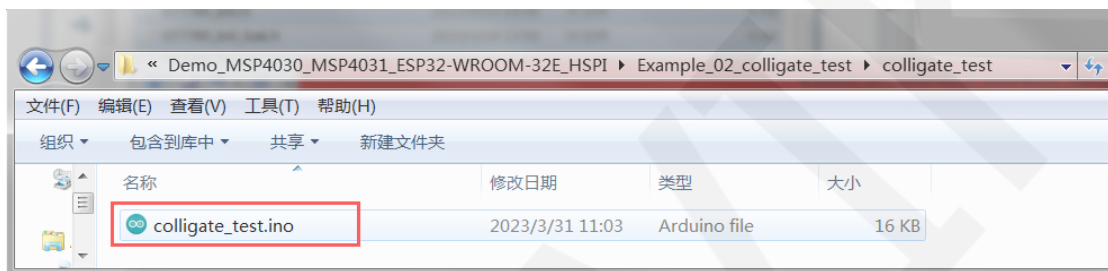 « Demo_MSP4030_MSP4031_ESP32-WROOM-32E_HSPI ▸ Example_02_colligate_test ▸ colligate_test
文件(F) 编辑(E) 查看(V) 工具(T) 帮助(H)
组织 包含到库中 共享 新建文件夹
名称 修改日期 类型 大小
colligate_test.ino 2023/3/31 11:03 Arduino file 16 KB